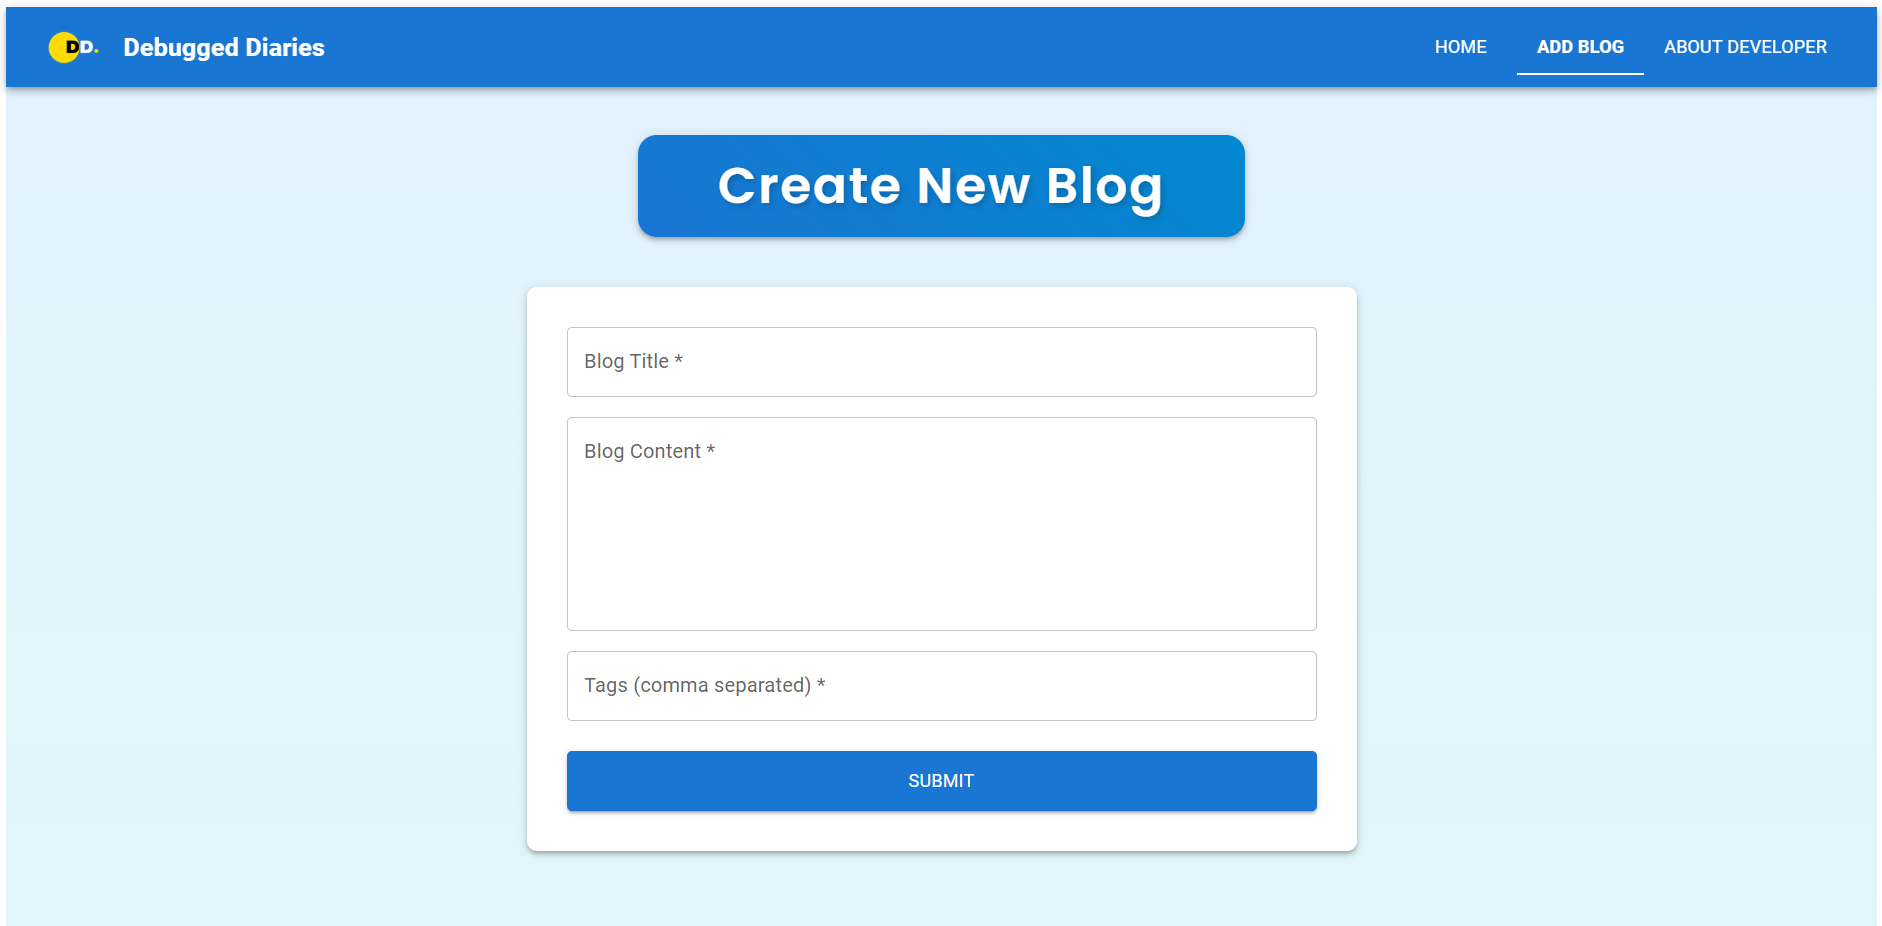 DD. Debugged Diaries HOME ADD BLOG ABOUT DEVELOPER
Create New Blog
Blog Title *
Blog Content *
Tags (comma separated) *
SUBMIT